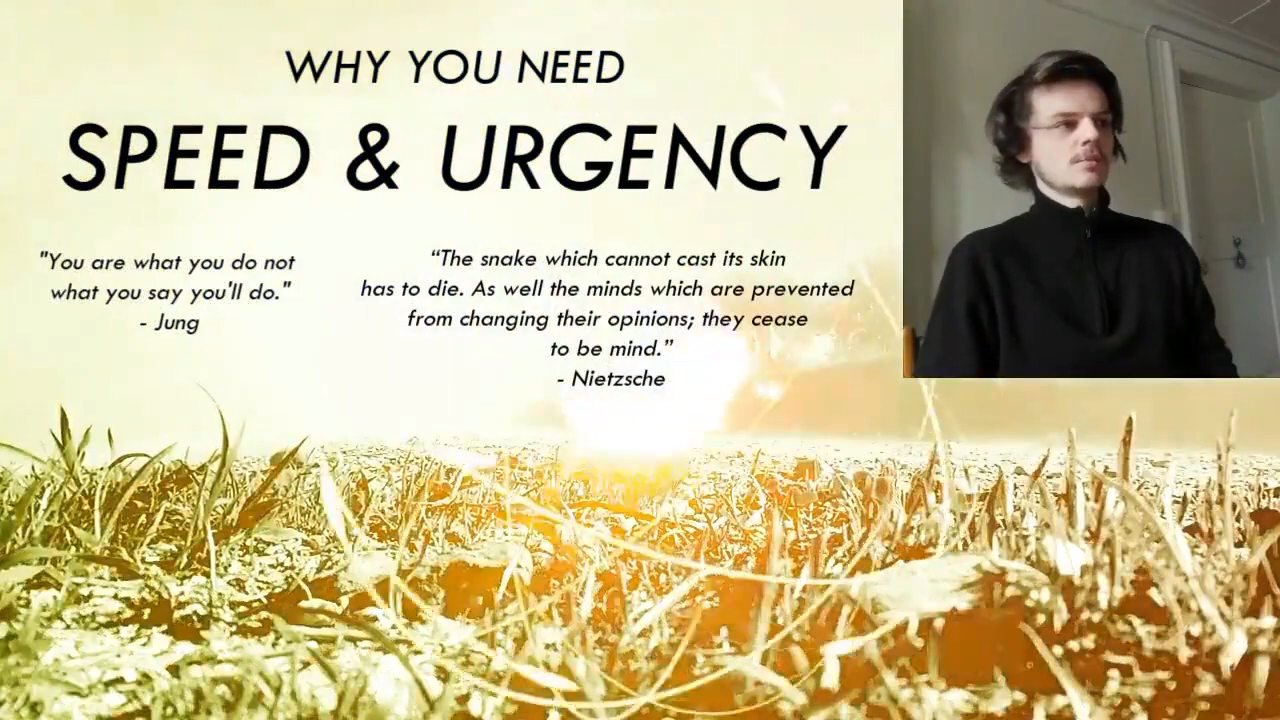 WHY YOU NEED
SPEED & URGENCY
"You are what you do not
what you say you'll do."
- Jung
“The snake which cannot cast its skin
has to die. As well the minds which are prevented
from changing their opinions; they cease
to be mind.”
- Nietzsche